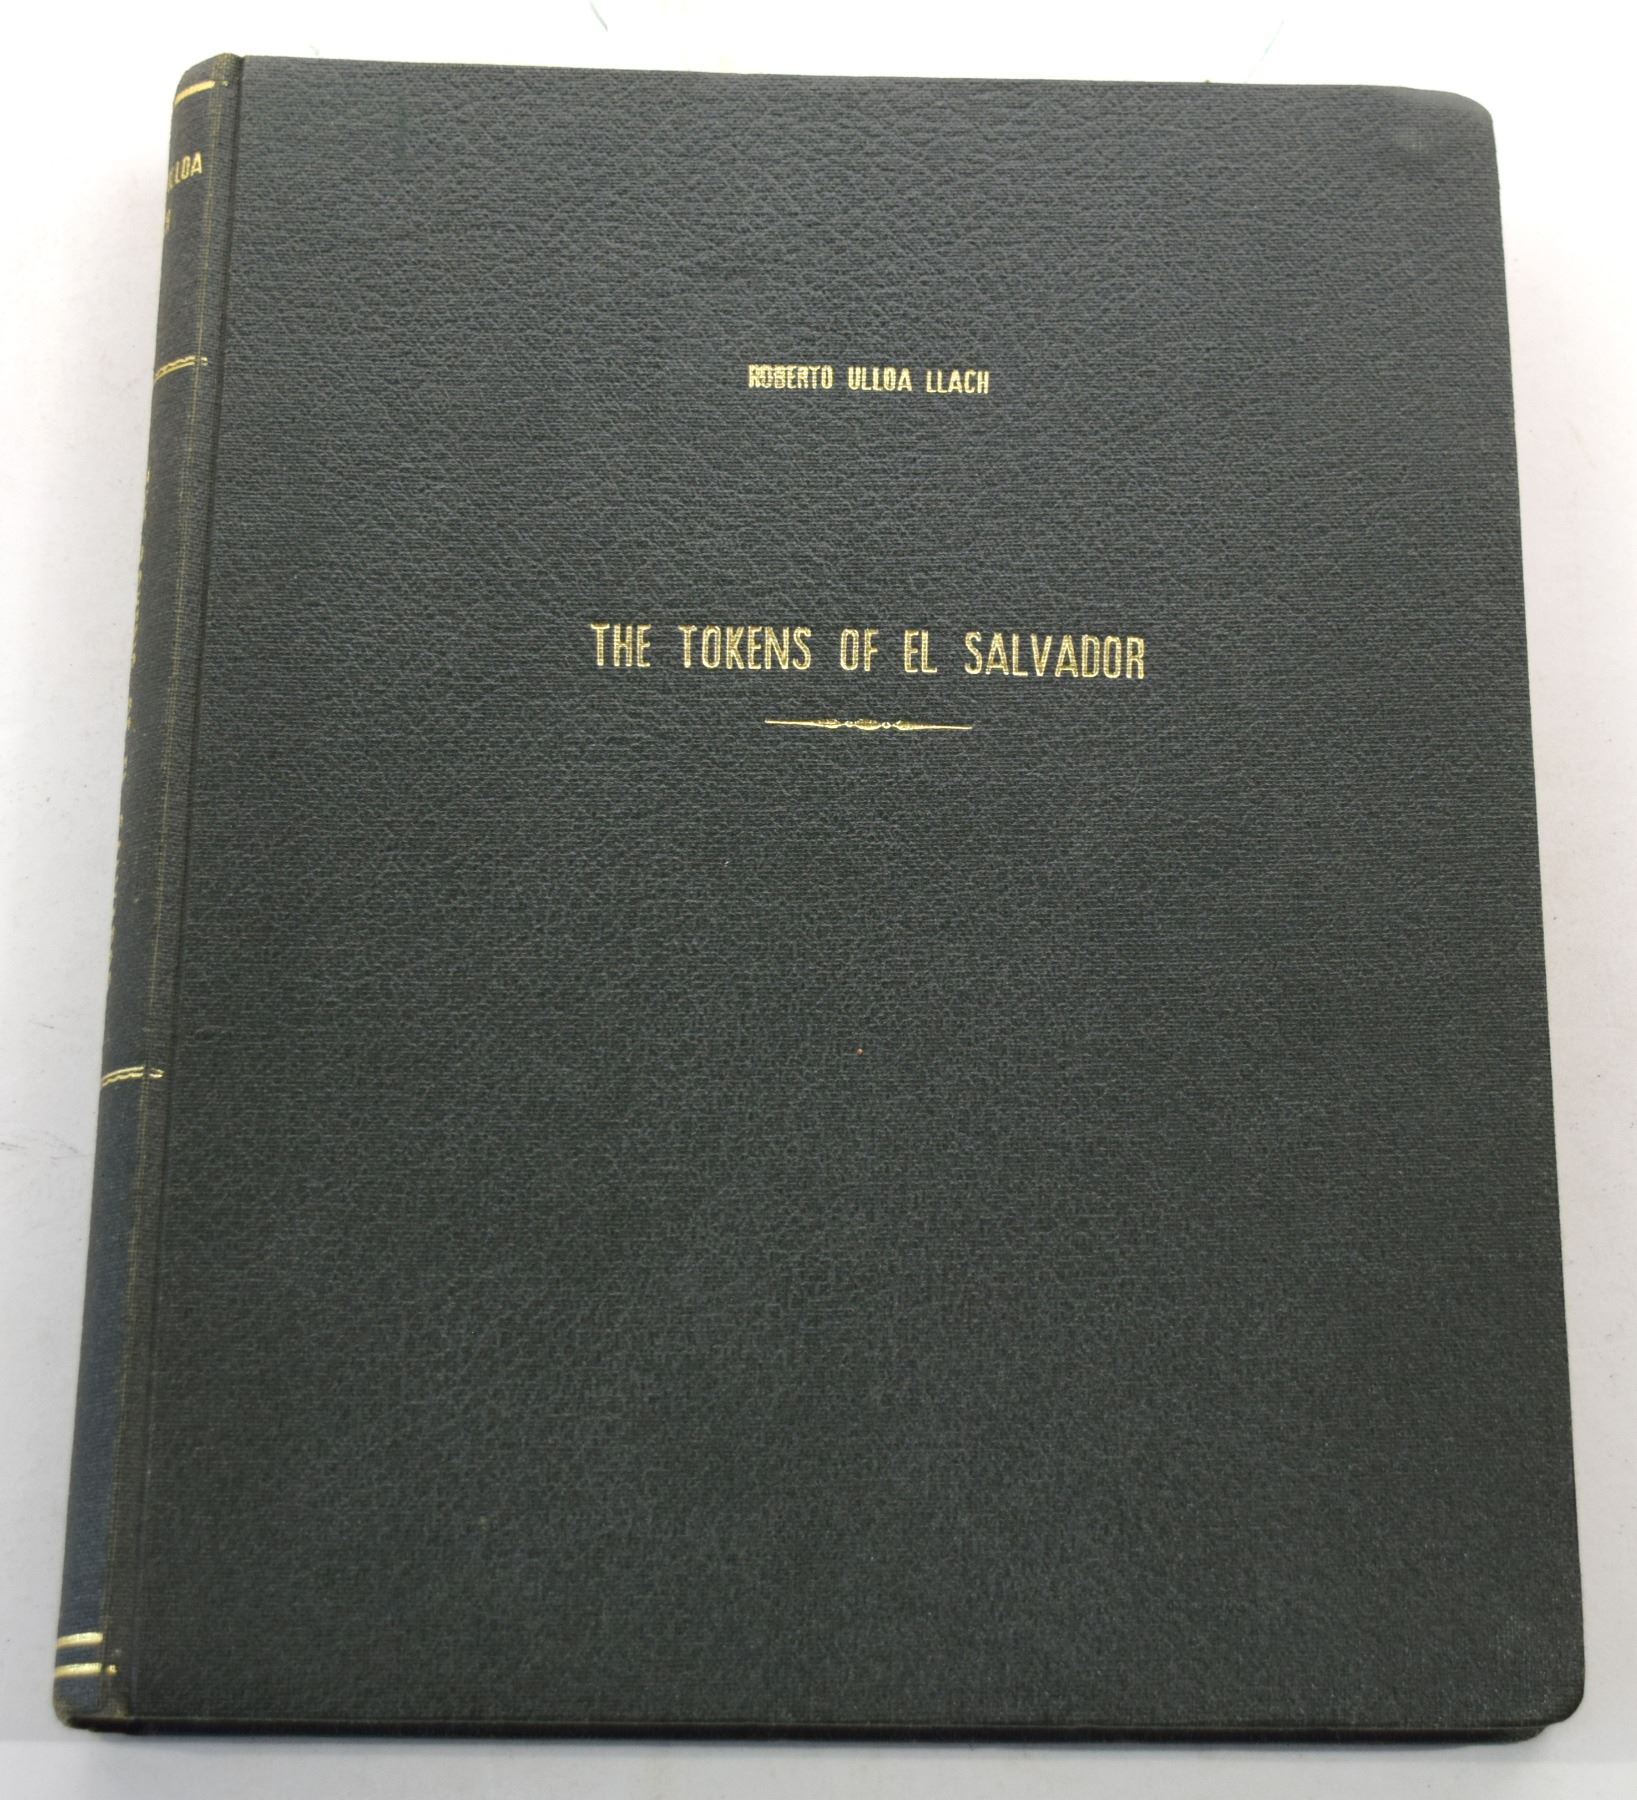 ROBERTO ULLOA LLACH
THE TOKENS OF EL SALVADOR